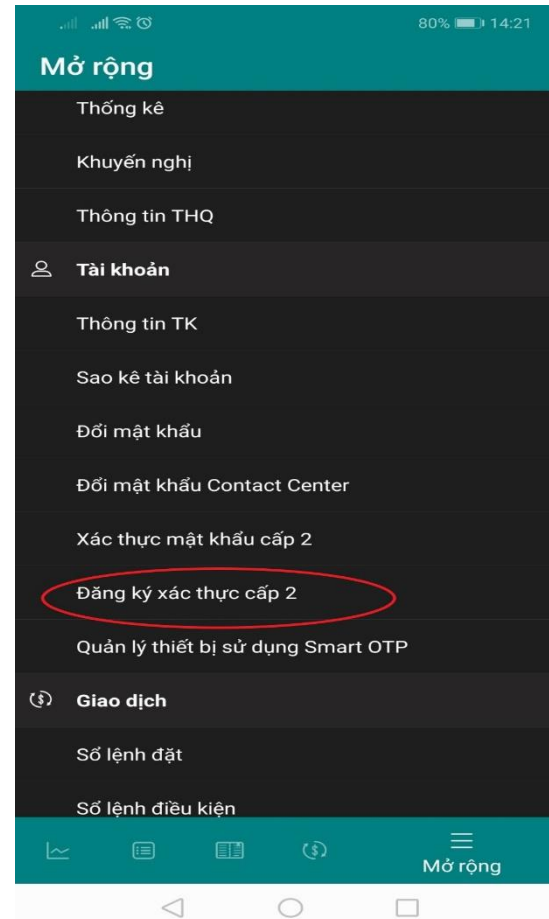 80% 14:21
Mở rộng
Thống kê
Khuyến nghị
Thông tin THQ
Tài khoản
Thông tin TK
Sao kê tài khoản
Đổi mật khẩu
Đổi mật khẩu Contact Center
Xác thực mật khẩu cấp 2
Đăng ký xác thực cấp 2
Quản lý thiết bị sử dụng Smart OTP
Giao dịch
Sổ lệnh đặt
Sổ lệnh điều kiện
Mở rộng